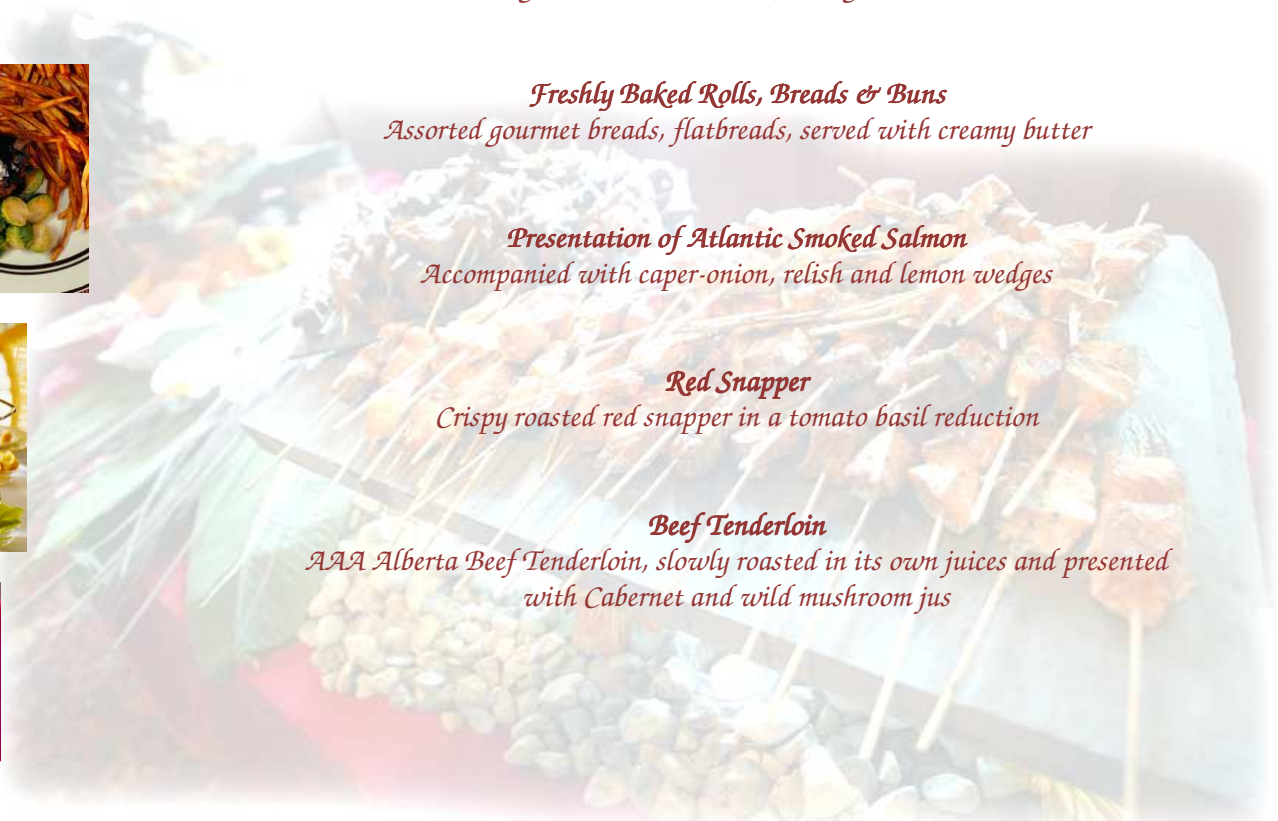 Freshly Baked Rolls, Breads & Buns
Assorted gourmet breads, flatbreads, served with creamy butter
Presentation of Atlantic Smoked Salmon
Accompanied with caper-onion, relish and lemon wedges
Red Snapper
Crispy roasted red snapper in a tomato basil reduction
Beef Tenderloin
AAA Alberta Beef Tenderloin, slowly roasted in its own juices and presented
with Cabernet and wild mushroom jus